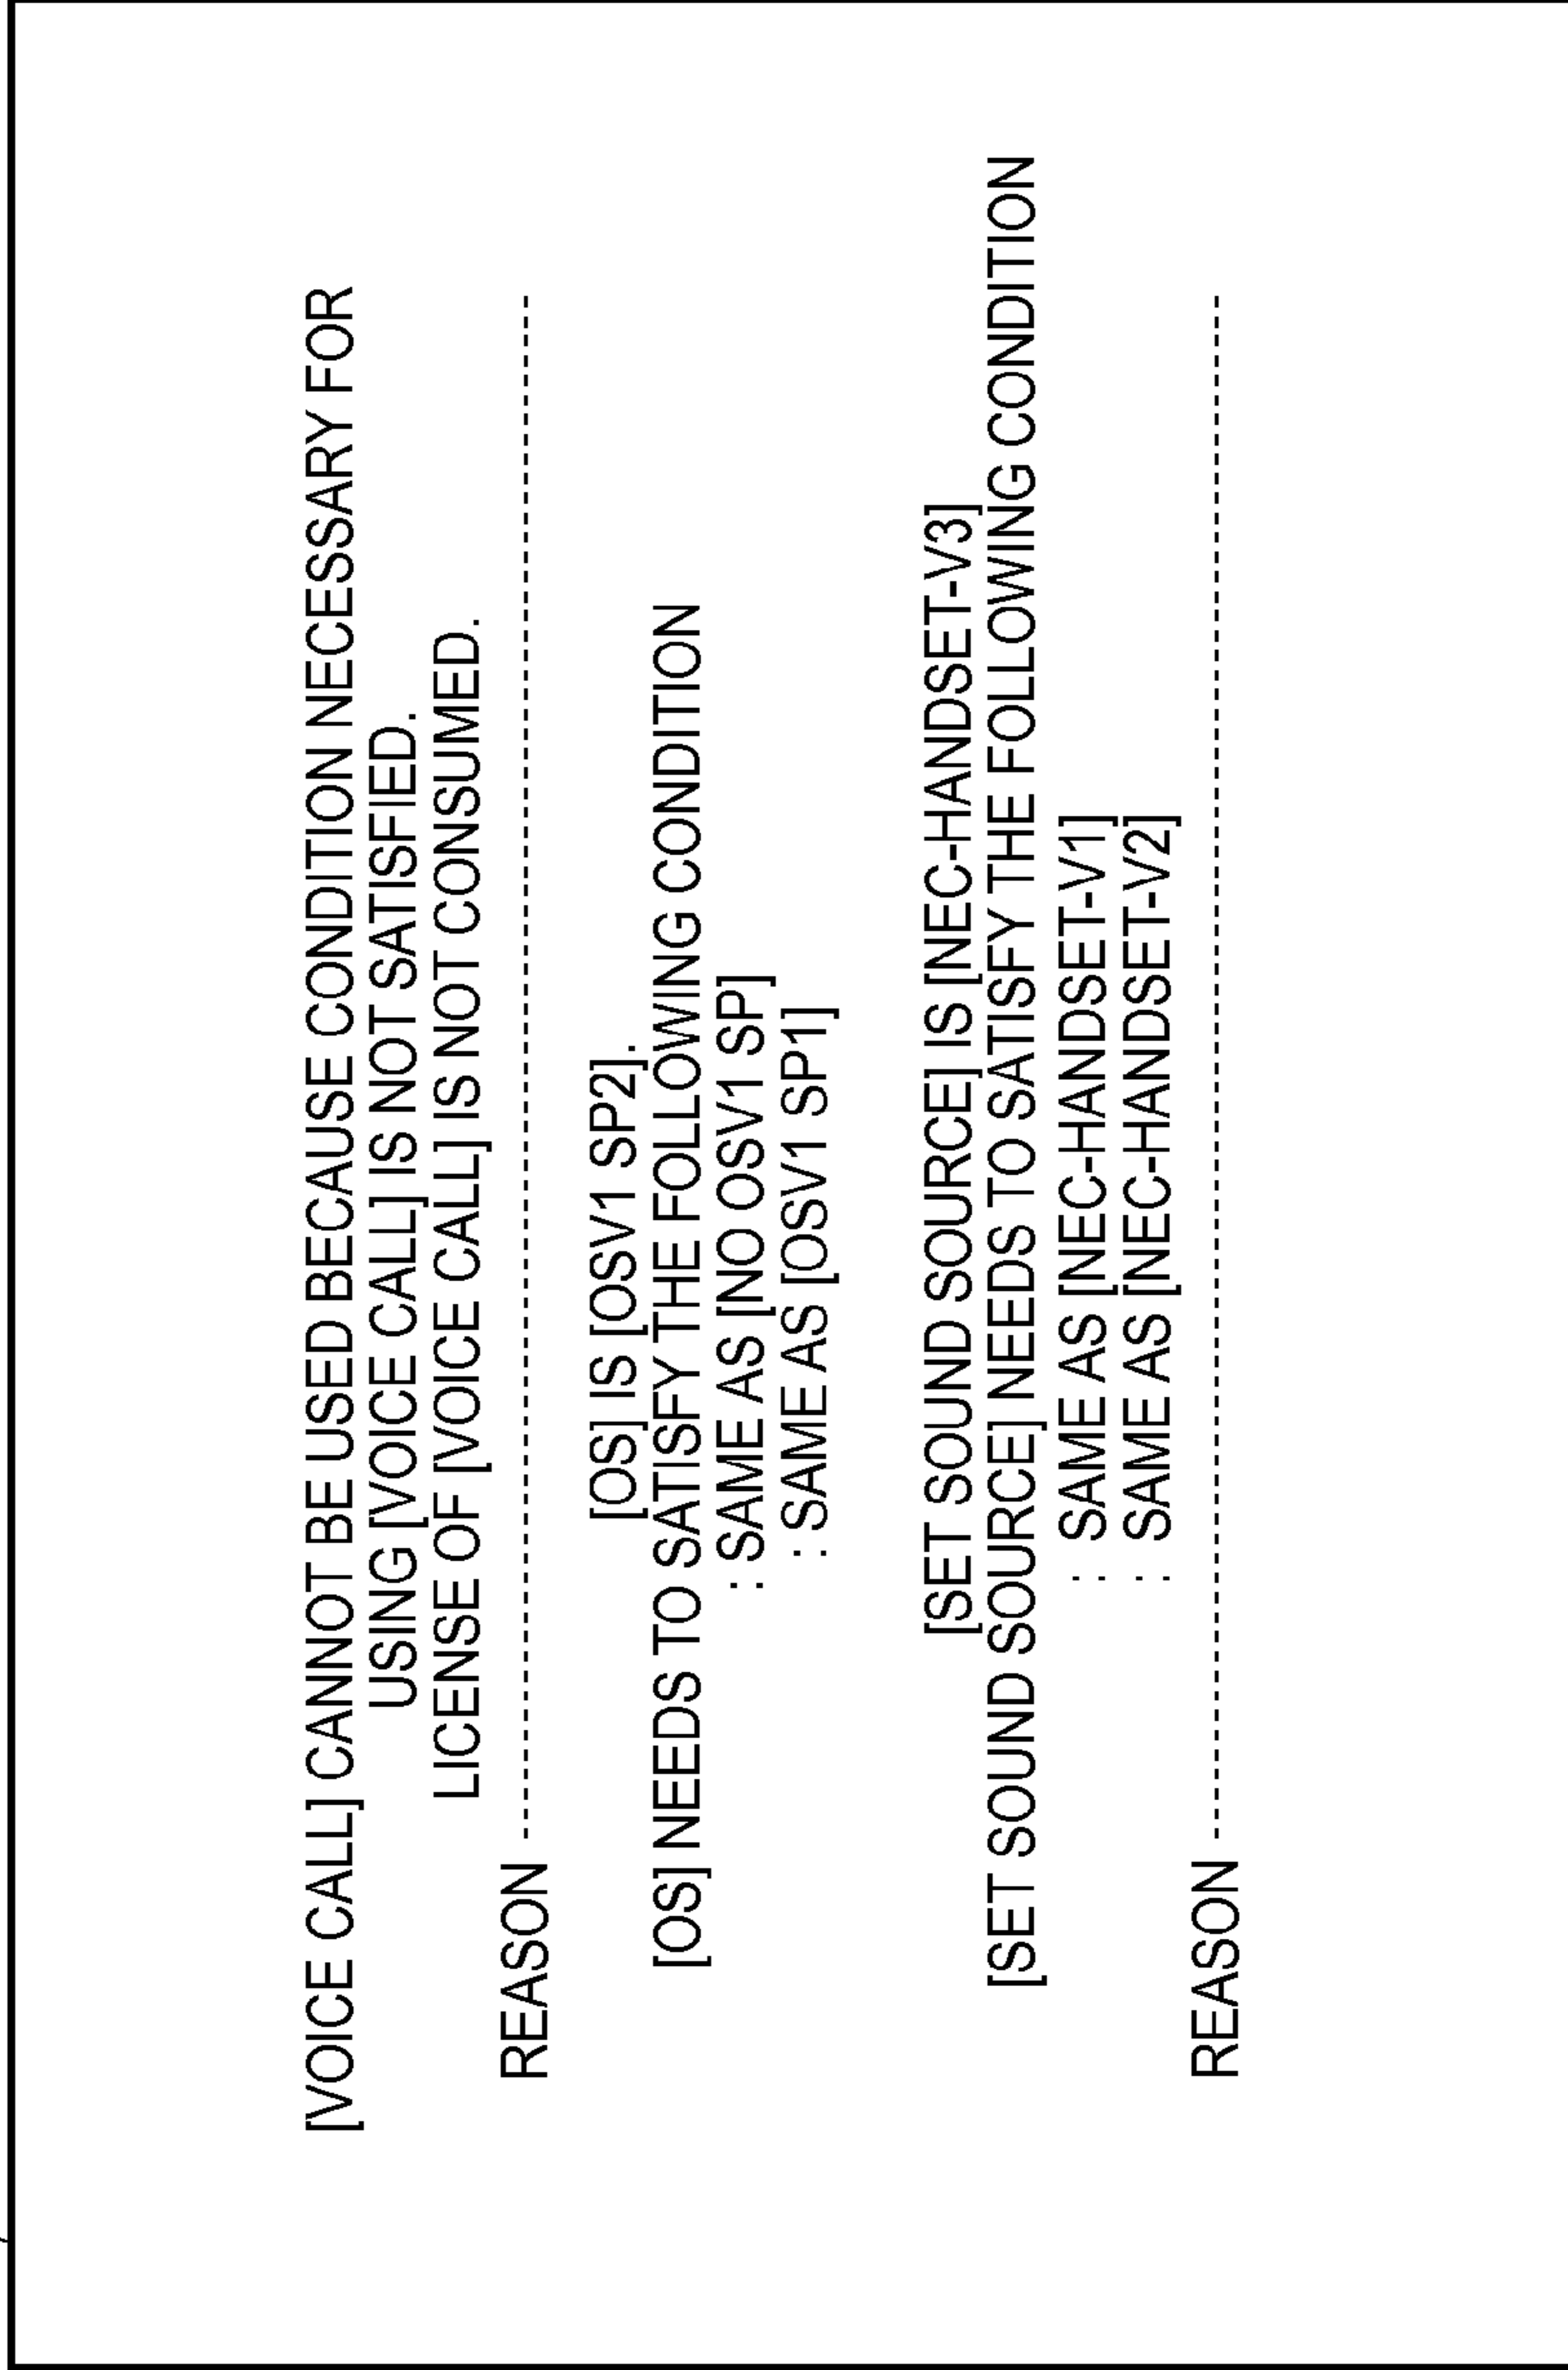 [VOICE CALL] CANNOT BE USED BECAUSE CONDITION NECESSARY FOR
USING [VOICE CALL] IS NOT SATISFIED.
LICENSE OF [VOICE CALL] IS NOT CONSUMED.
REASON ----------------------------------------
[OS] IS [OSV1 SP2].
[OS] NEEDS TO SATISFY THE FOLLOWING CONDITION
: SAME AS [NO OSV1 SP]
: SAME AS [OSV1 SP1]
[SET SOUND SOURCE] IS [NEC-HANDSET-V3]
[SET SOUND SOURCE] NEEDS TO SATISFY THE FOLLOWING CONDITION
: SAME AS [NEC-HANDSET-V1]
: SAME AS [NEC-HANDSET-V2]
REASON ----------------------------------------